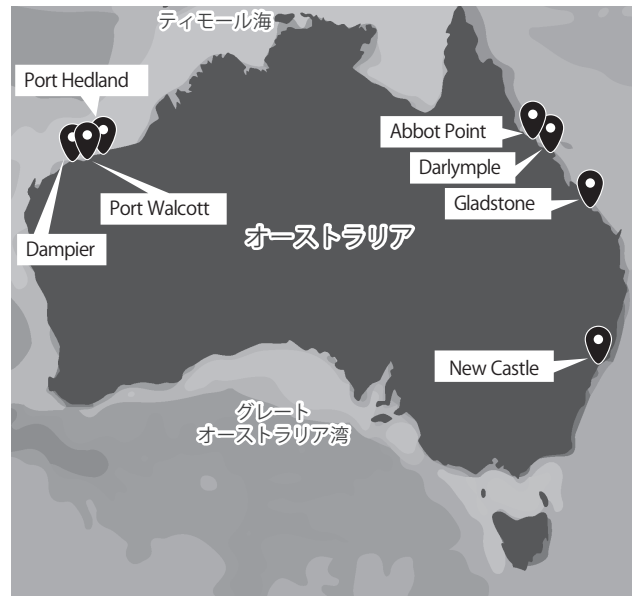 ティモール海
Port Hedland
Abbot Point
Darlymple
Port Walcott
Gladstone
Dampier
オーストラリア
New Castle
グレート
オーストラリア湾